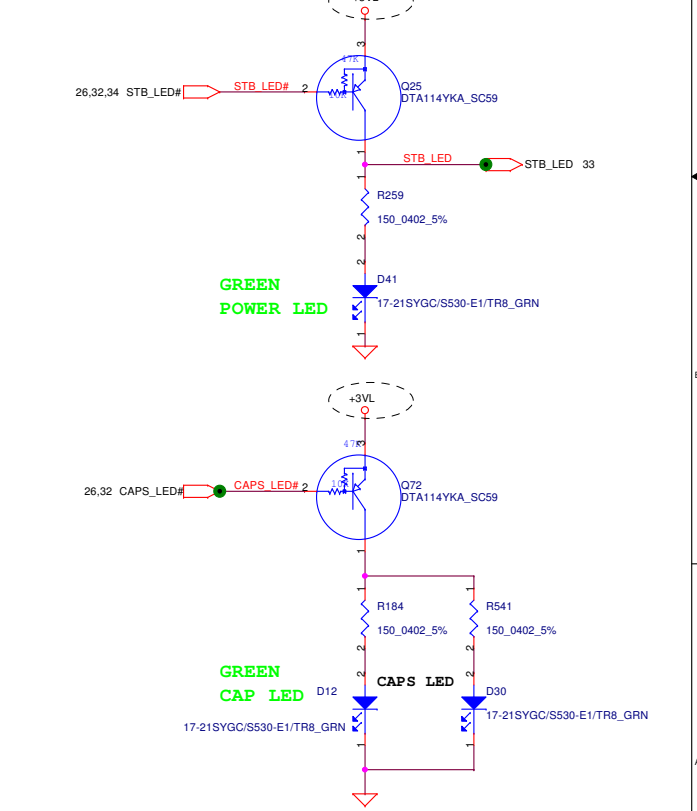 3
47K
Q25
DTA114YKA_SC59
26,32,34 STB_LED#
STB_LED#
2
10K
1
STB_LED
STB_LED 33
1
R259
150_0402_5%
2
2
D41
GREEN
POWER LED
17-21SYGC/S530-E1/TR8_GRN
1
+3VL
47K
3
Q72
DTA114YKA_SC59
26,32 CAPS_LED#
CAPS_LED#
2
10K
1
1
1
R184
R541
150_0402_5%
150_0402_5%
2
2
2
2
GREEN
CAP LED
CAPS LED
D12
D30
17-21SYGC/S530-E1/TR8_GRN
17-21SYGC/S530-E1/TR8_GRN
1
1